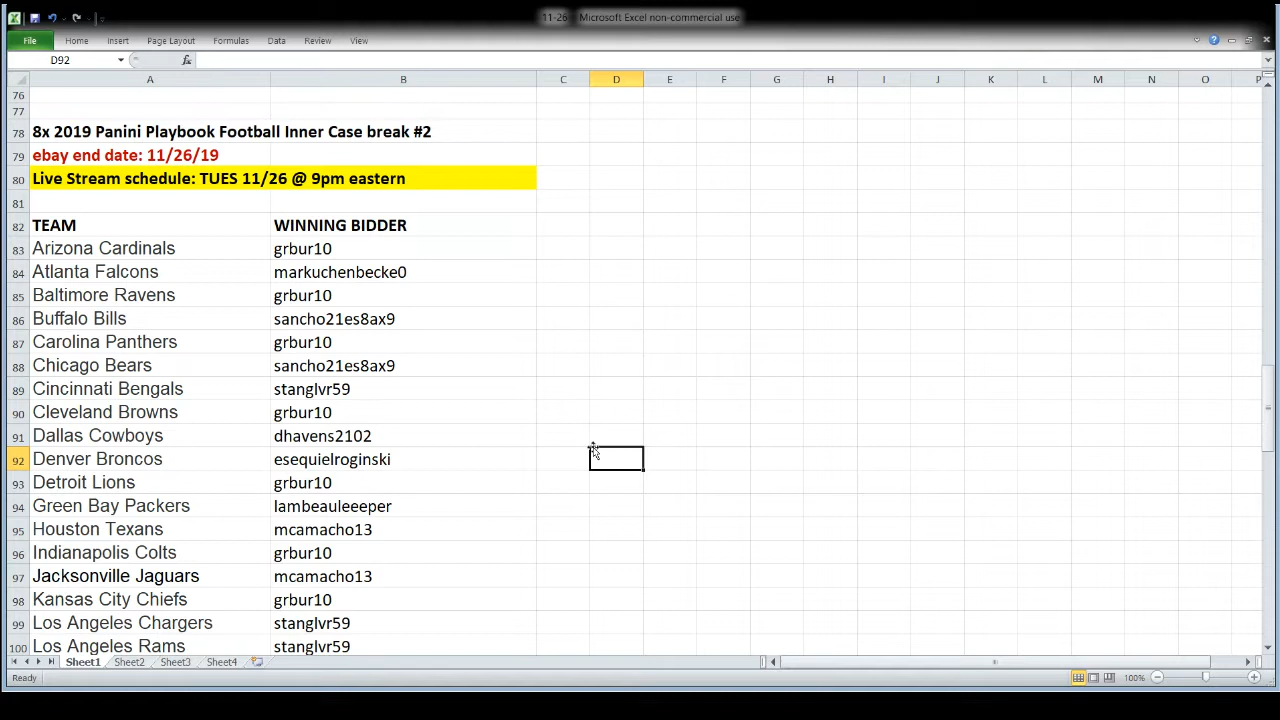 11-26 - Microsoft Excel non-commercial use
File Home Insert Page Layout Formulas Data Review View
D92 fx
A B C D E F G H I J K L M N O P
76
77
78 8x 2019 Panini Playbook Football Inner Case break #2
79 ebay end date: 11/26/19
80 Live Stream schedule: TUES 11/26 @ 9pm eastern
81
82 TEAM WINNING BIDDER
83 Arizona Cardinals grbur10
84 Atlanta Falcons markuchenbecke0
85 Baltimore Ravens grbur10
86 Buffalo Bills sancho21es8ax9
87 Carolina Panthers grbur10
88 Chicago Bears sancho21es8ax9
89 Cincinnati Bengals stanglvr59
90 Cleveland Browns grbur10
91 Dallas Cowboys dhavens2102
92 Denver Broncos esequielroginski
93 Detroit Lions grbur10
94 Green Bay Packers lambeauleeeper
95 Houston Texans mcamacho13
96 Indianapolis Colts grbur10
97 Jacksonville Jaguars mcamacho13
98 Kansas City Chiefs grbur10
99 Los Angeles Chargers stanglvr59
100 Los Angeles Rams stanglvr59
Sheet1 Sheet2 Sheet3 Sheet4
Ready 100%